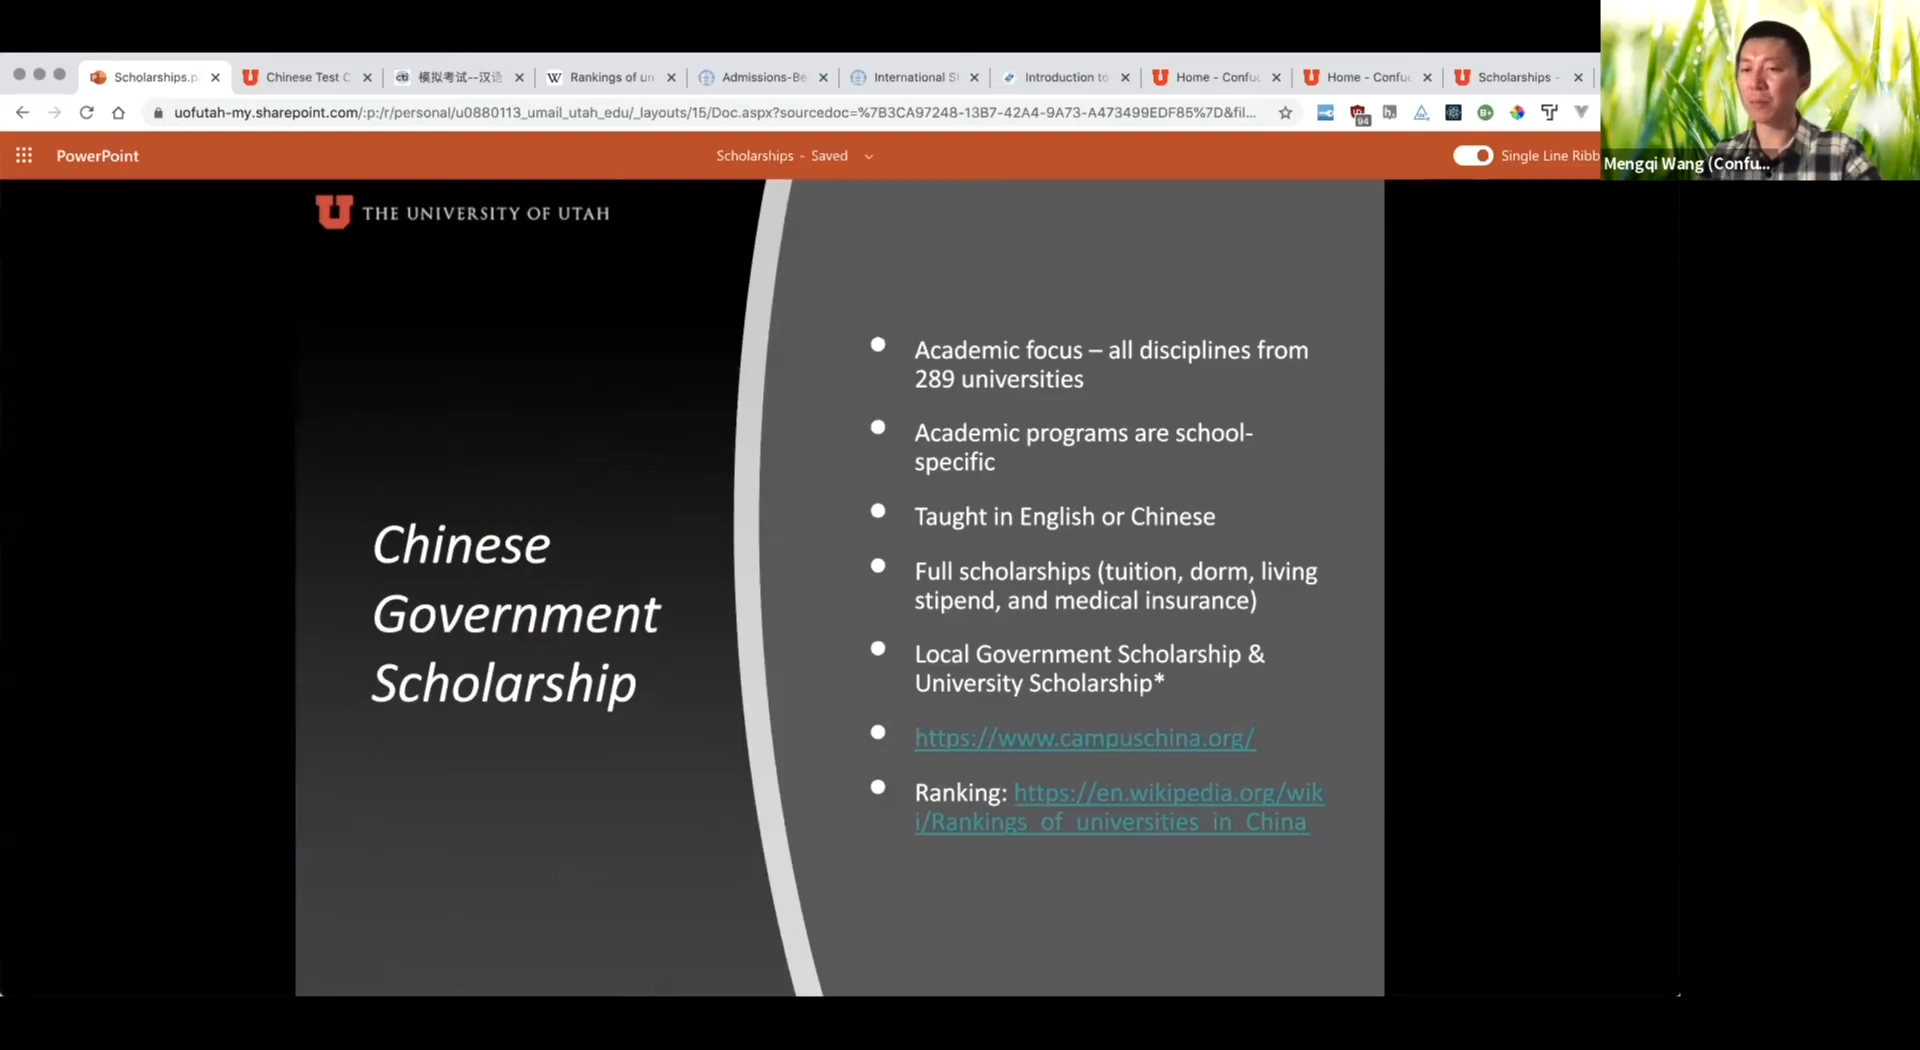 Scholarships.p
Chinese Test C
模拟考试--汉语
Rankings of un
Admissions-Be
International S
Introduction to
Home - Confuc
Home - Confuc
Scholarships -
uofutah-my.sharepoint.com/:p:/r/personal/u0880113_umail_utah_edu/_layouts/15/Doc.aspx?sourcedoc=%7B3CA97248-13B7-42A4-9A73-A473499EDF85%7D&fil...
94
PowerPoint
Scholarships - Saved
Single Line Ribb
Mengqi Wang (Confu...
THE UNIVERSITY OF UTAH
Chinese
Government
Scholarship
Academic focus – all disciplines from
289 universities
Academic programs are school-
specific
Taught in English or Chinese
Full scholarships (tuition, dorm, living
stipend, and medical insurance)
Local Government Scholarship &
University Scholarship*
https://www.campuschina.org/
Ranking: https://en.wikipedia.org/wik
i/Rankings_of_universities_in_China